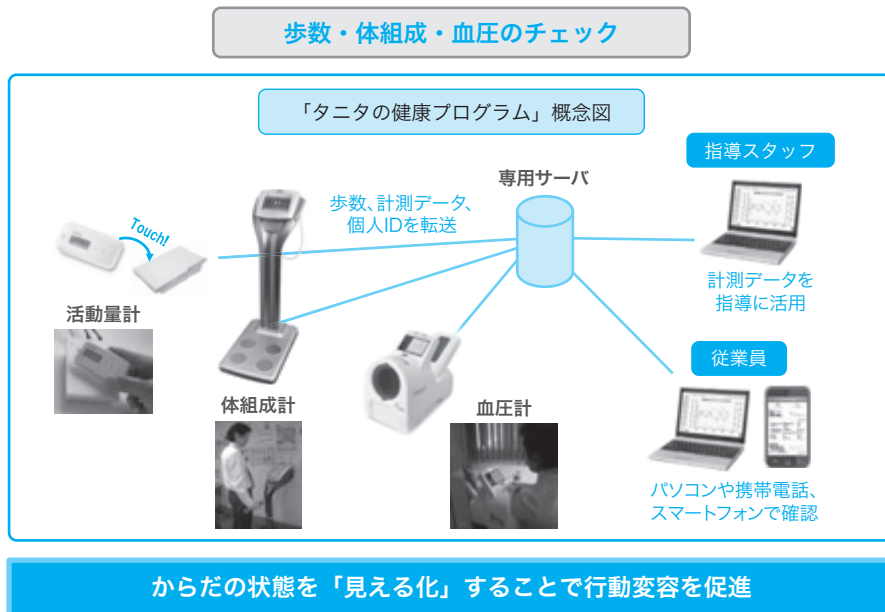 歩数・体組成・血圧のチェック
「タニタの健康プログラム」概念図
指導スタッフ
専用サーバ
歩数、計測データ、
個人IDを転送
Touch!
計測データを
指導に活用
活動量計
従業員
体組成計
血圧計
パソコンや携帯電話、
スマートフォンで確認
からだの状態を「見える化」することで行動変容を促進